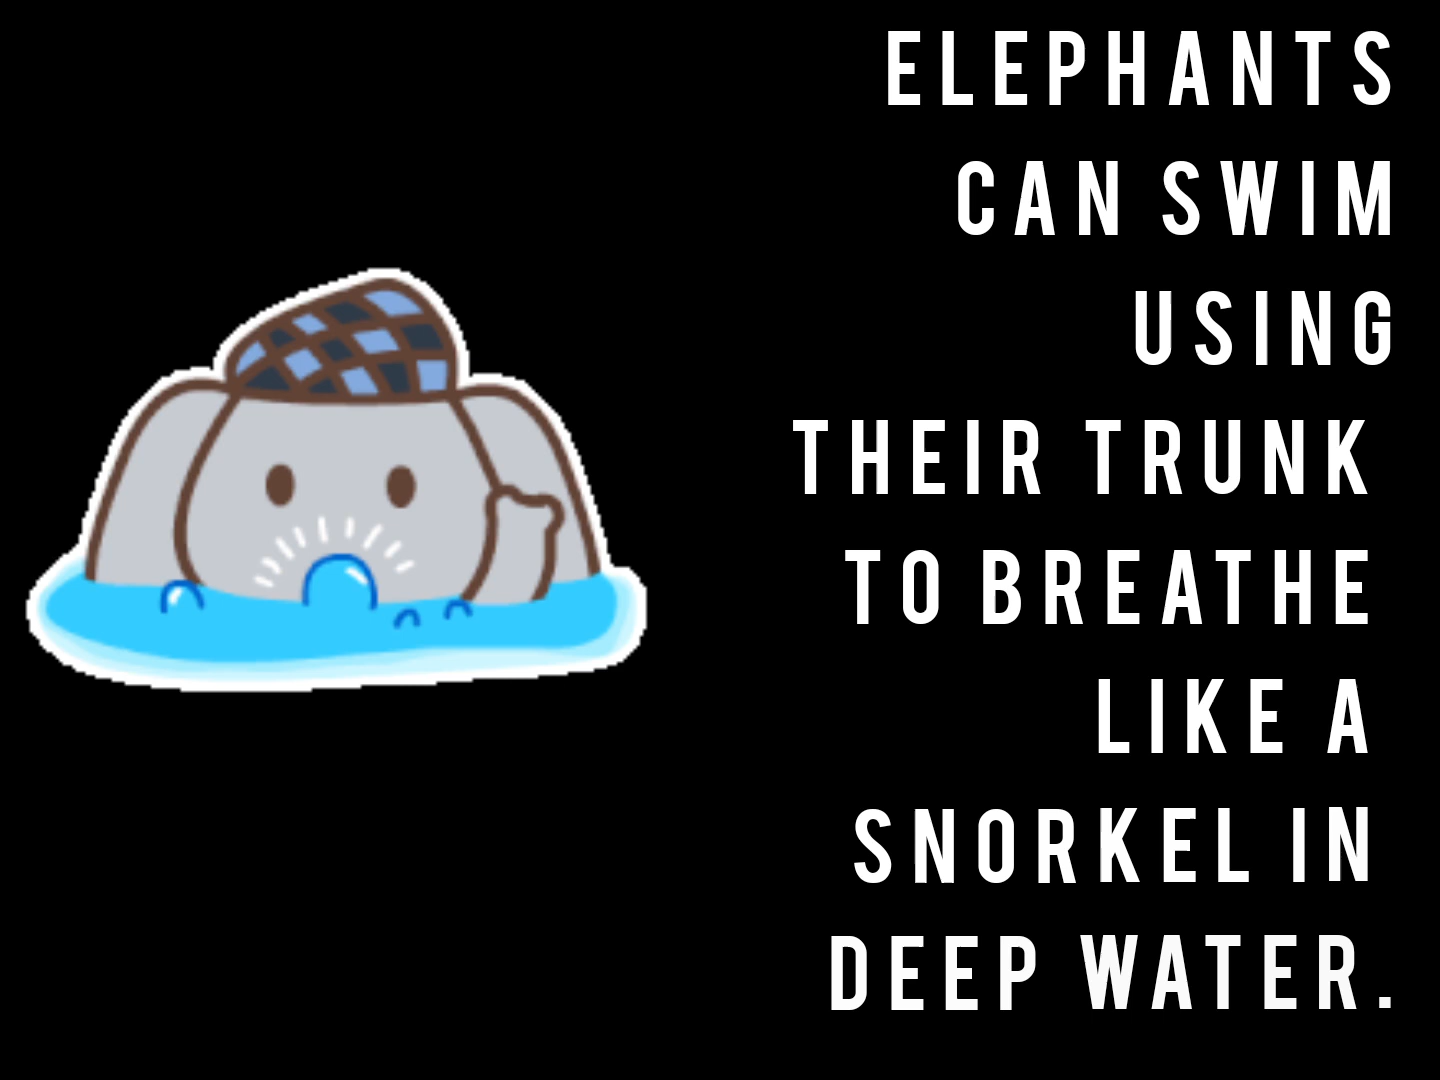 ELEPHANTS
CAN SWIM
USING
THEIR TRUNK
TO BREATHE
LIKE A
SNORKEL IN
DEEP WATER.